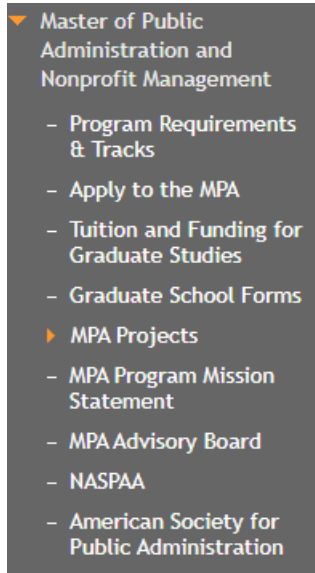 Master of Public
Administration and
Nonprofit Management
– Program Requirements
& Tracks
– Apply to the MPA
– Tuition and Funding for
Graduate Studies
– Graduate School Forms
MPA Projects
– MPA Program Mission
Statement
– MPA Advisory Board
– NASPAA
– American Society for
Public Administration